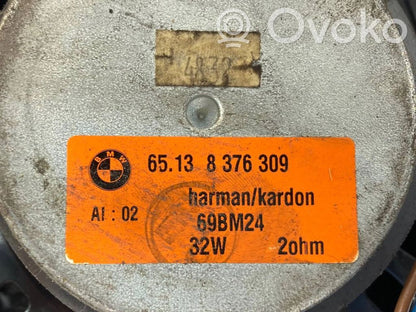 Ovoko
BMW
65.13 8 376 309
harman/kardon
AI : 02
69BM24
32W 2ohm